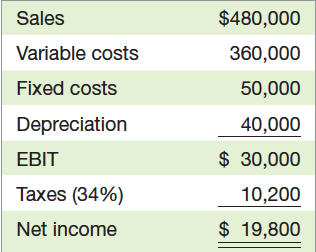 Sales $480,000
Variable costs 360,000
Fixed costs 50,000
Depreciation 40,000
EBIT $ 30,000
Taxes (34%) 10,200
Net income $ 19,800